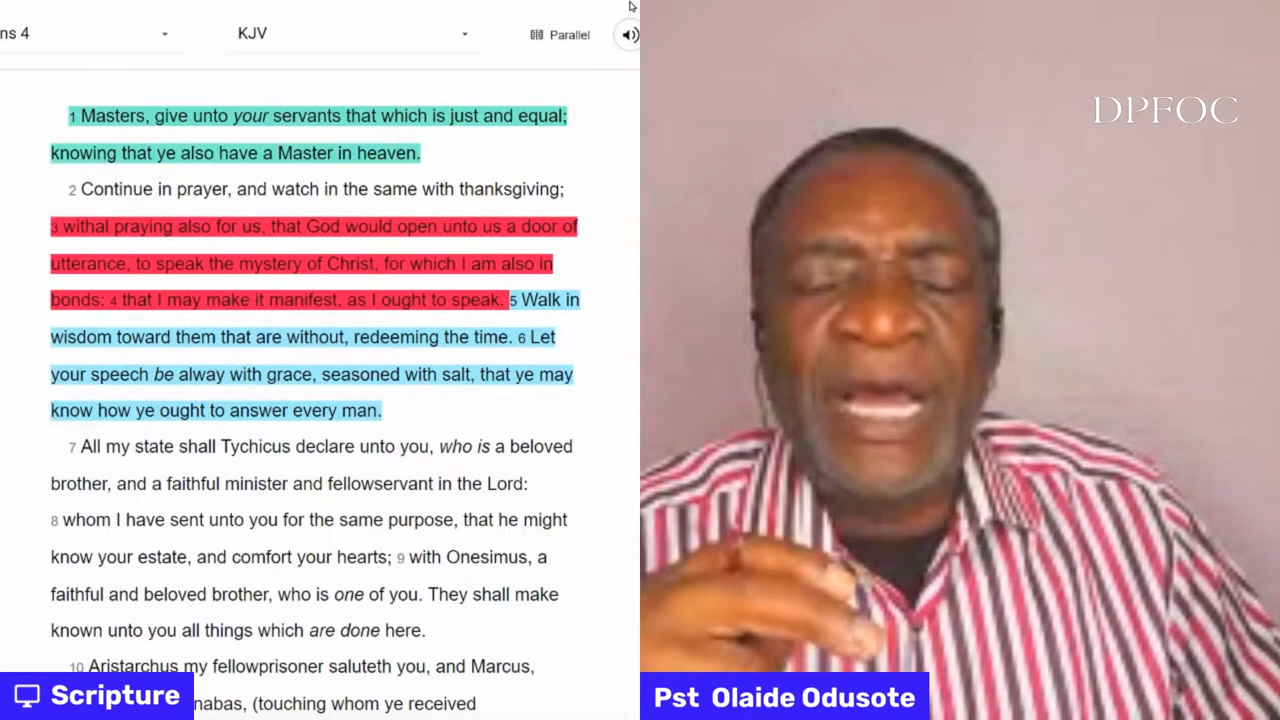 ns 4
KJV
Parallel
1 Masters, give unto your servants that which is just and equal;
knowing that ye also have a Master in heaven.
2 Continue in prayer, and watch in the same with thanksgiving;
3 withal praying also for us, that God would open unto us a door of
utterance, to speak the mystery of Christ, for which I am also in
bonds: 4 that I may make it manifest, as I ought to speak. 5 Walk in
wisdom toward them that are without, redeeming the time. 6 Let
your speech be alway with grace, seasoned with salt, that ye may
know how ye ought to answer every man.
7 All my state shall Tychicus declare unto you, who is a beloved
brother, and a faithful minister and fellowservant in the Lord:
8 whom I have sent unto you for the same purpose, that he might
know your estate, and comfort your hearts; 9 with Onesimus, a
faithful and beloved brother, who is one of you. They shall make
known unto you all things which are done here.
10 Aristarchus my fellowprisoner saluteth you, and Marcus,
nabas, (touching whom ye received
Scripture
DPFOC
Pst Olaide Odusote